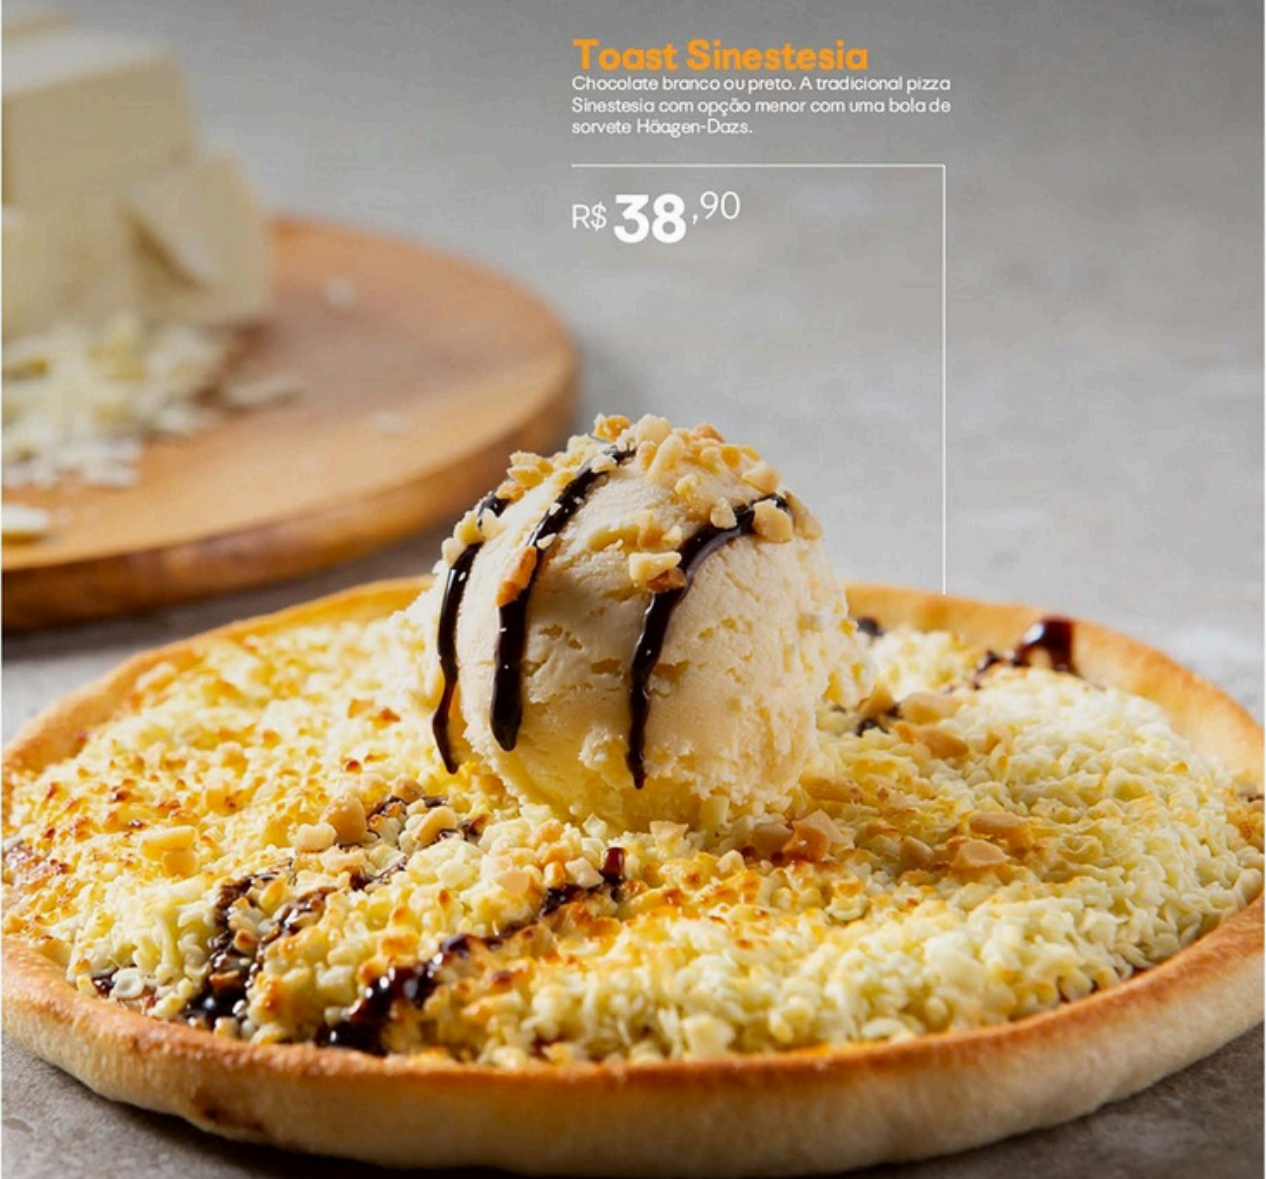 Toast Sinestesia
Chocolate branco ou preto. A tradicional pizza
Sinestesia com opção menor com uma bola de
sorvete Häagen-Dazs.
R$ 38,90